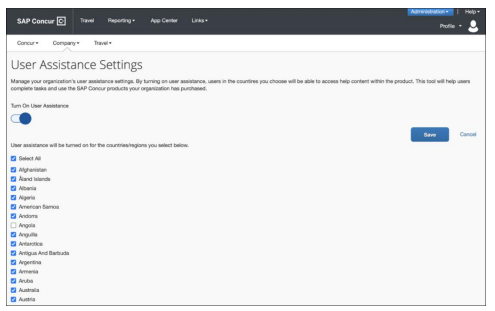 Administration | Help
SAP Concur C Travel Reporting App Center Links
Profile
Concur Company Travel
User Assistance Settings
Manage your organization's user assistance settings. By turning on user assistance, users in the countries you choose will be able to access help content within the product. This tool will help users
complete tasks and use the SAP Concur products your organization has purchased.
Turn On User Assistance
Save Cancel
User assistance will be turned on for the countries/regions you select below.
Select All
Afghanistan
Åland Islands
Albania
Algeria
American Samoa
Andorra
Angola
Anguilla
Antarctica
Antigua And Barbuda
Argentina
Armenia
Aruba
Australia
Austria